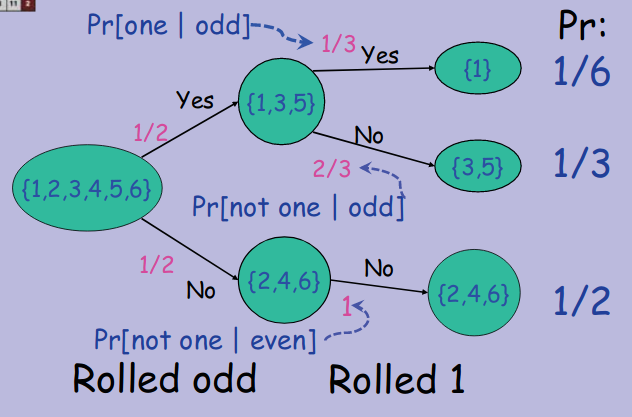 11 2
Pr[one | odd]
Pr:
1/3
Yes
{1}
1/6
Yes
{1,3,5}
1/2
No
{3,5}
1/3
2/3
{1,2,3,4,5,6}
Pr[not one | odd]
1/2
No
{2,4,6}
No
{2,4,6}
1/2
1
Pr[not one | even]
Rolled odd
Rolled 1